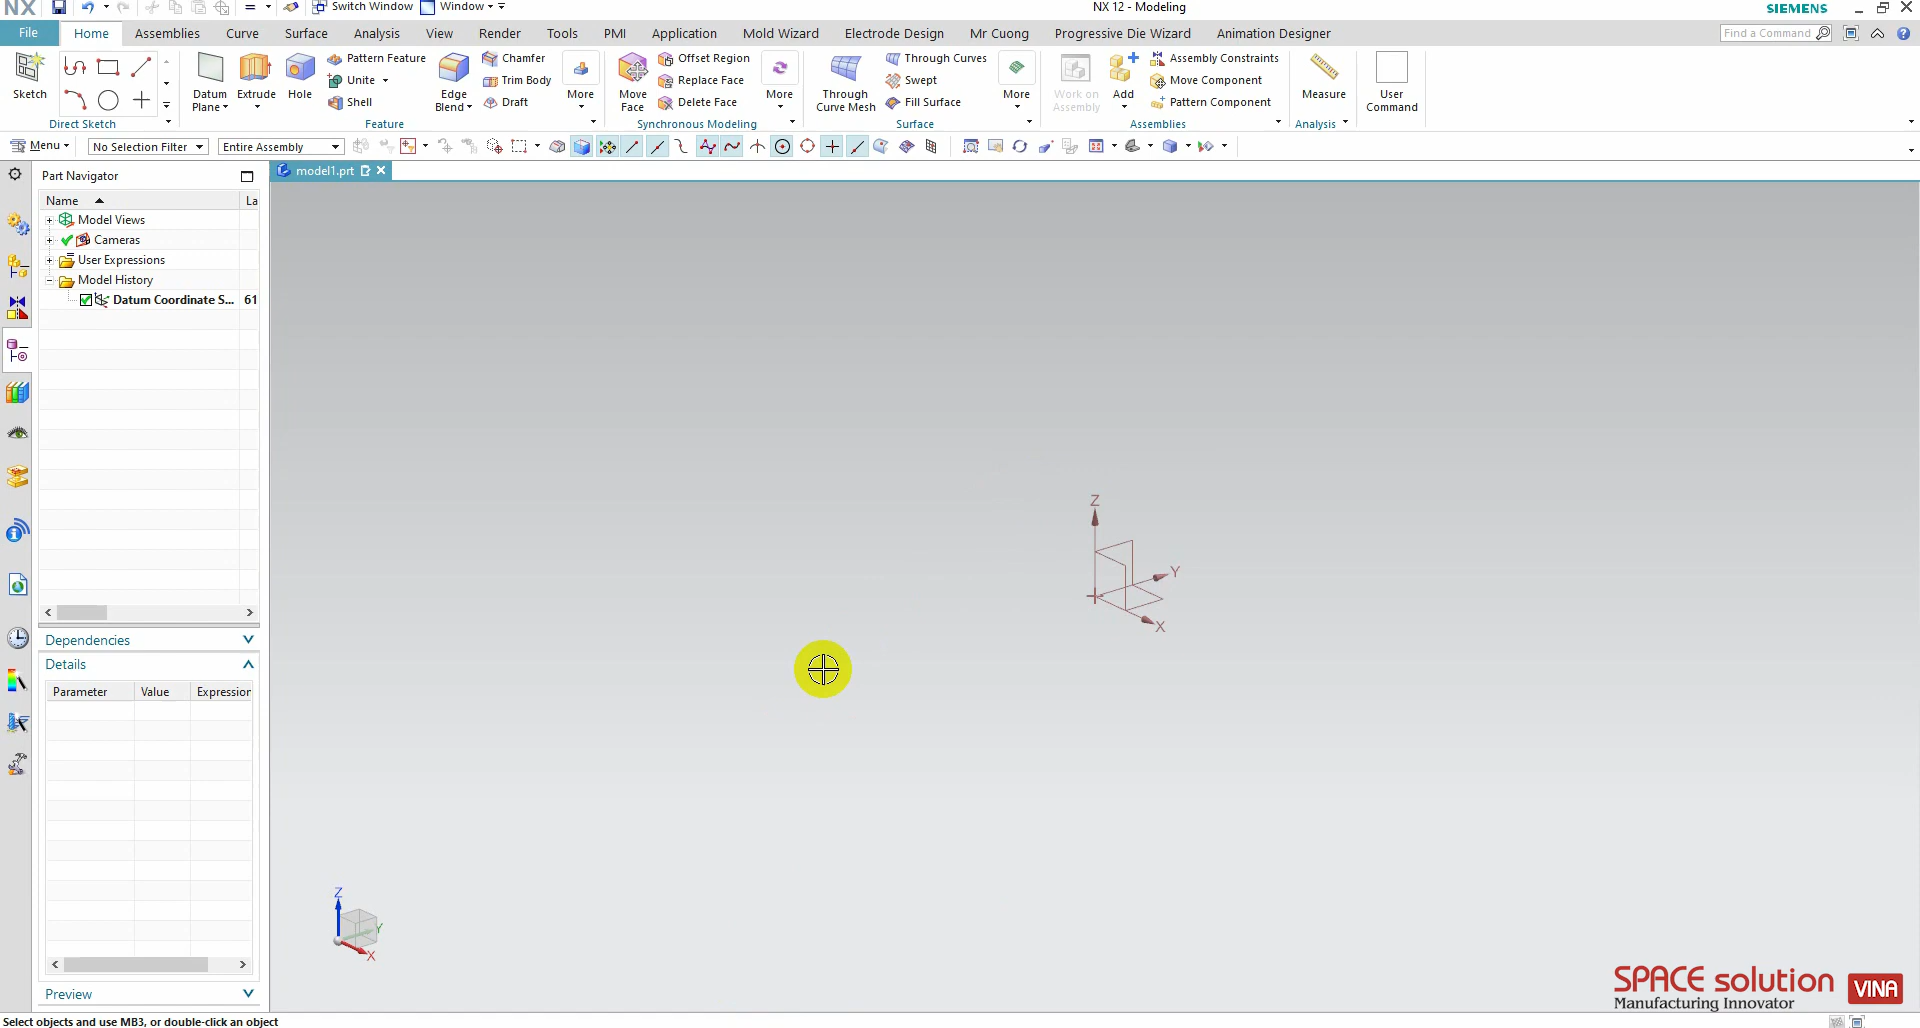 NX
Switch Window
Window
NX 12 - Modeling
SIEMENS
File
Home
Assemblies
Curve
Surface
Analysis
View
Render
Tools
PMI
Application
Mold Wizard
Electrode Design
Mr Cuong
Progressive Die Wizard
Animation Designer
Find a Command
Sketch
Direct Sketch
Datum Plane
Extrude
Hole
Pattern Feature
Unite
Shell
Edge Blend
Chamfer
Trim Body
Draft
More
Feature
Move Face
Offset Region
Replace Face
Delete Face
More
Synchronous Modeling
Through Curve Mesh
Through Curves
Swept
Fill Surface
More
Surface
Work on Assembly
Add
Assembly Constraints
Move Component
Pattern Component
Assemblies
Measure
Analysis
User Command
Menu
No Selection Filter
Entire Assembly
Part Navigator
model1.prt
Name
La
Model Views
Cameras
User Expressions
Model History
Datum Coordinate S...
61
Dependencies
Details
Parameter
Value
Expression
Preview
Z
Y
X
Z
Y
X
SPACE solution
Manufacturing Innovator
VINA
Select objects and use MB3, or double-click an object